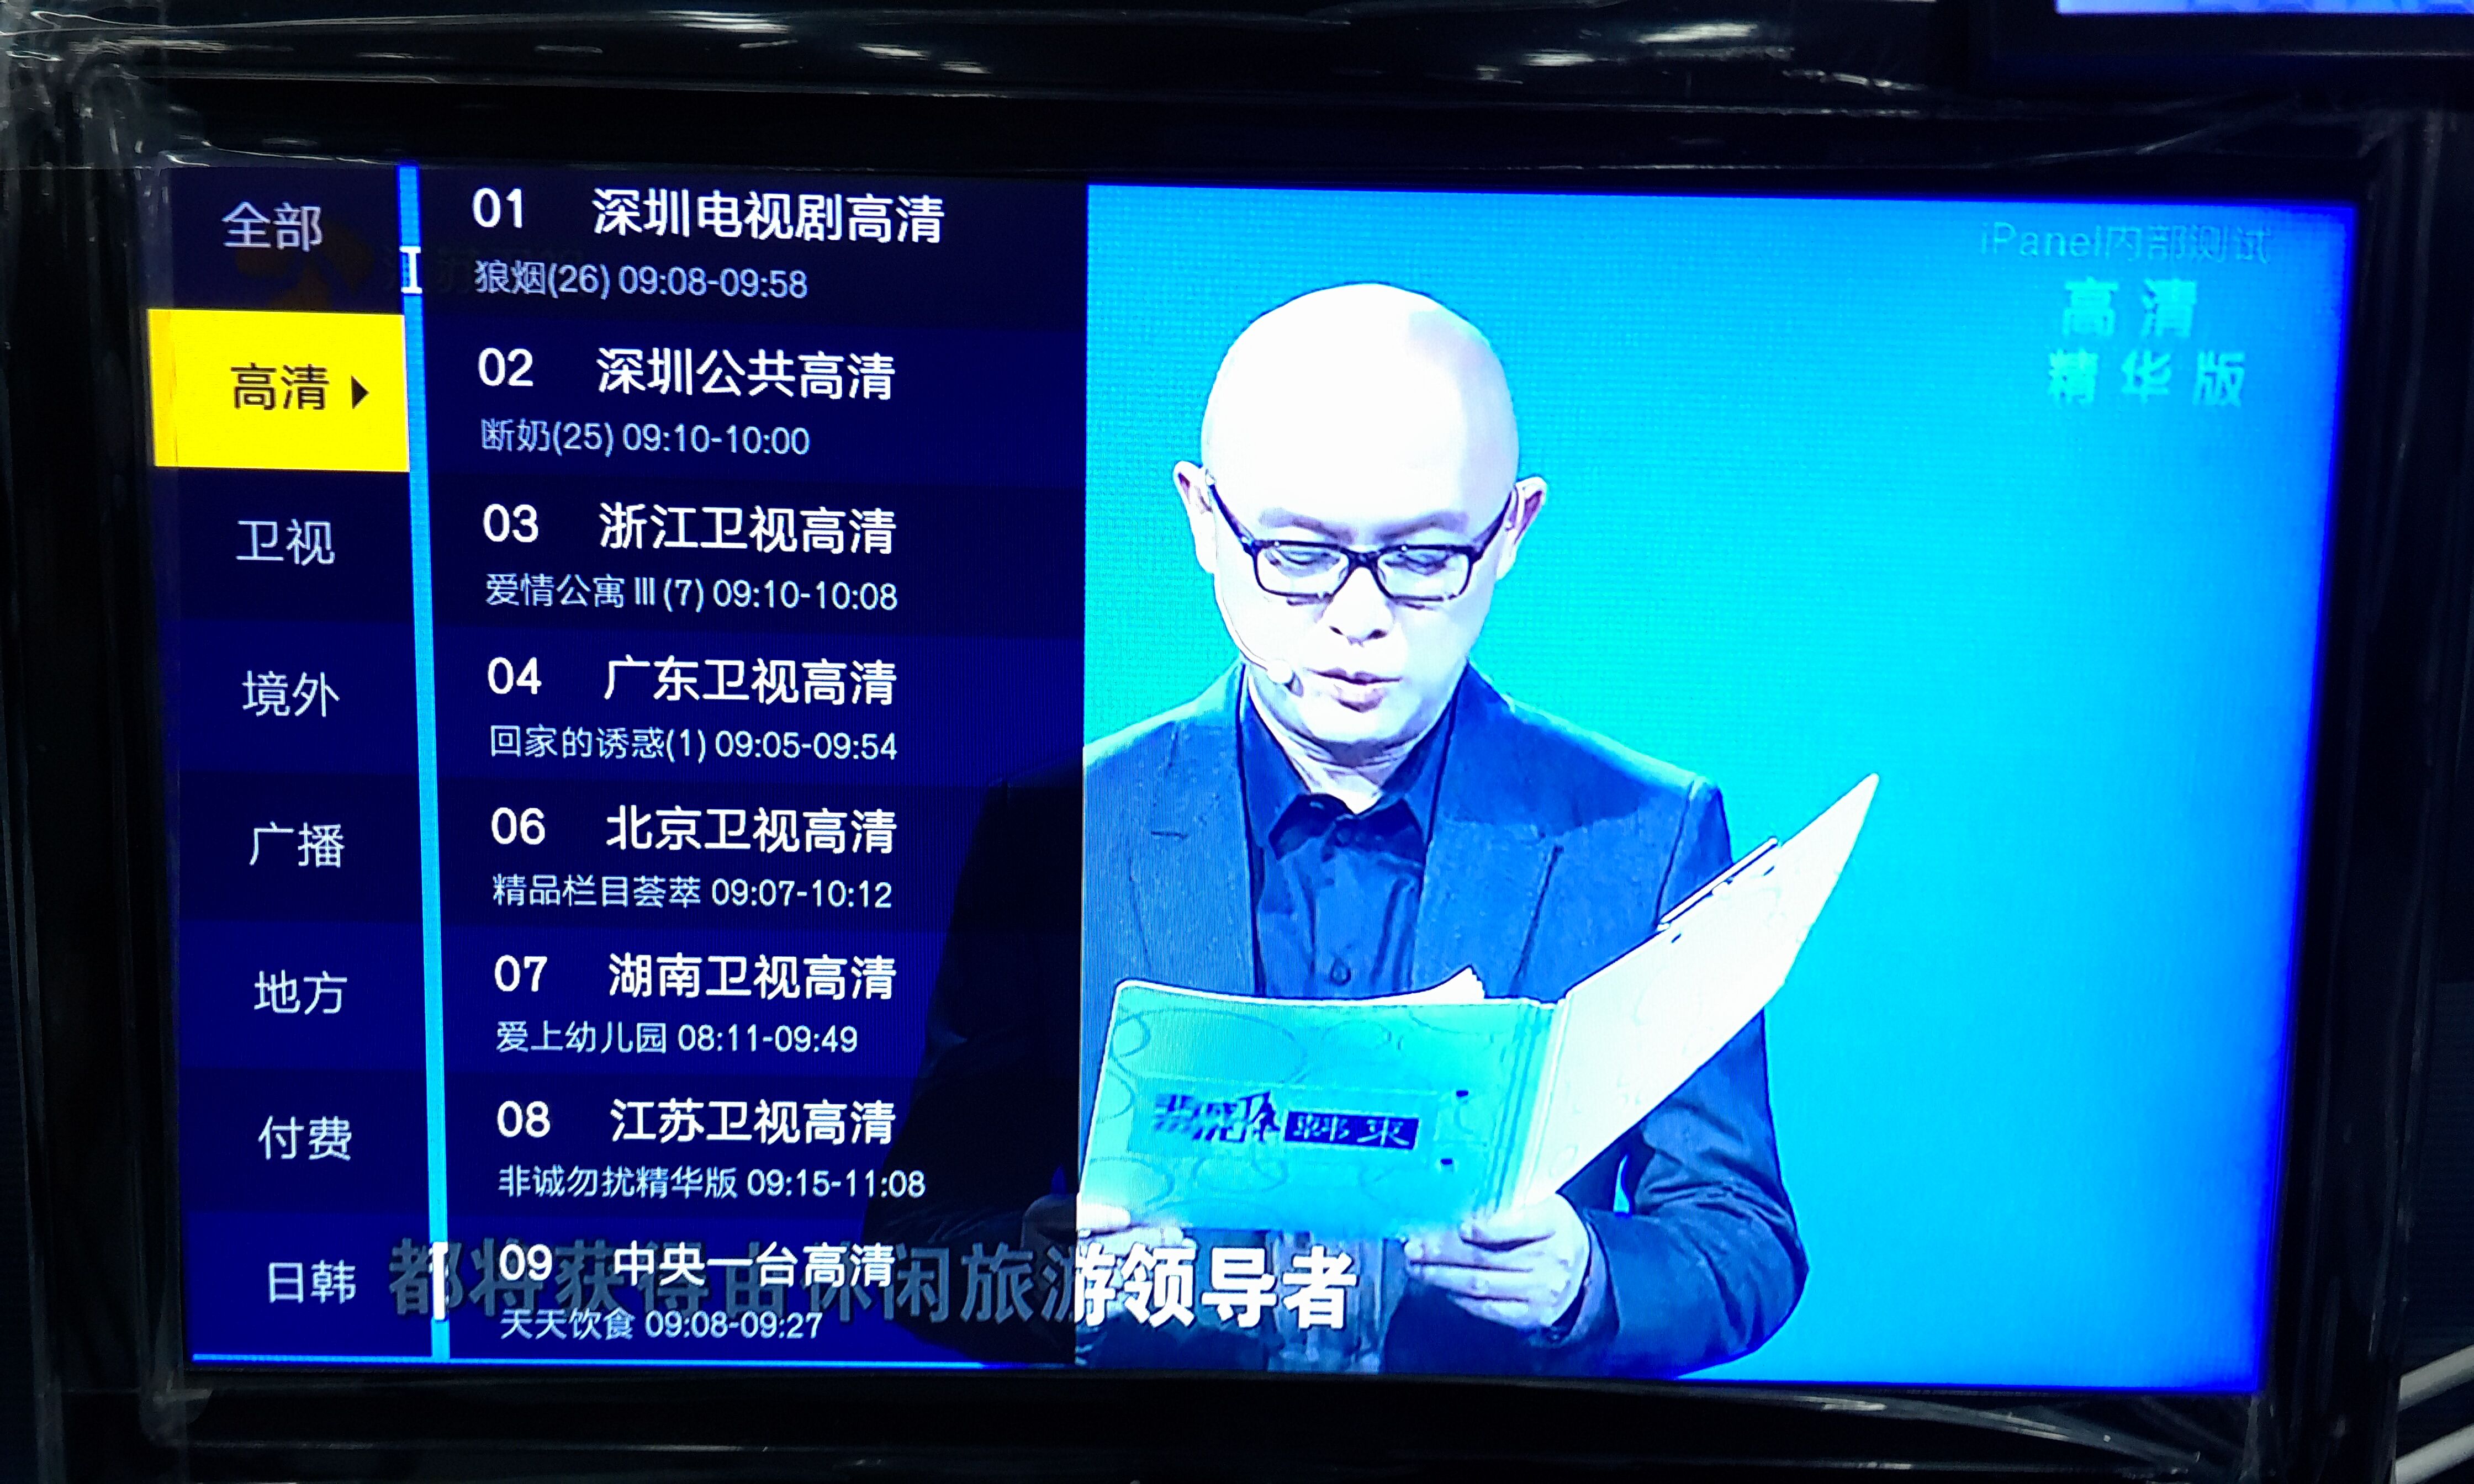 全部
高清
卫视
境外
广播
地方
付费
日韩
01 深圳电视剧高清
狼烟(26) 09:08-09:58
02 深圳公共高清
断奶(25) 09:10-10:00
03 浙江卫视高清
爱情公寓Ⅲ(7) 09:10-10:08
04 广东卫视高清
回家的诱惑(1) 09:05-09:54
06 北京卫视高清
精品栏目荟萃 09:07-10:12
07 湖南卫视高清
爱上幼儿园 08:11-09:49
08 江苏卫视高清
非诚勿扰精华版 09:15-11:08
09 中央一台高清
天天饮食 09:08-09:27
iPanel内部测试
高清
精华版
都将获得由休闲旅游领导者